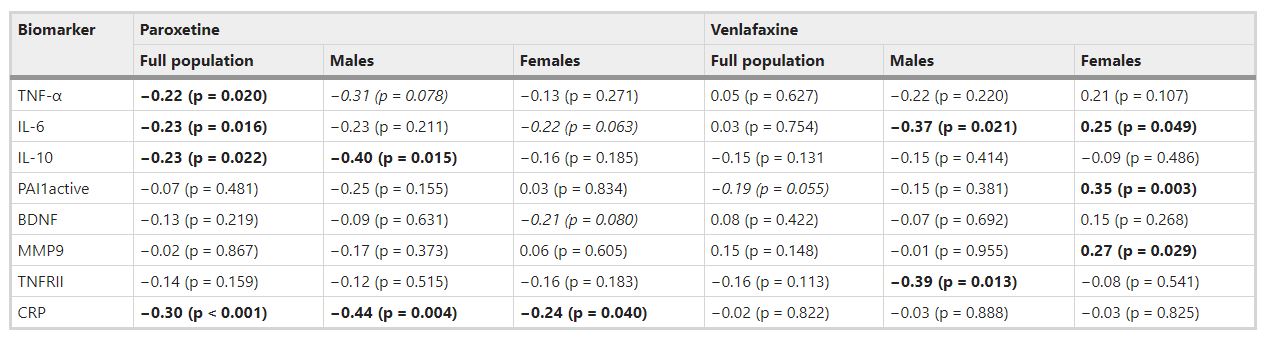 Biomarker Paroxetine Venlafaxine
Full population Males Females Full population Males Females
TNF-α −0.22 (p = 0.020) −0.31 (p = 0.078) −0.13 (p = 0.271) 0.05 (p = 0.627) −0.22 (p = 0.220) 0.21 (p = 0.107)
IL-6 −0.23 (p = 0.016) −0.23 (p = 0.211) −0.22 (p = 0.063) 0.03 (p = 0.754) −0.37 (p = 0.021) 0.25 (p = 0.049)
IL-10 −0.23 (p = 0.022) −0.40 (p = 0.015) −0.16 (p = 0.185) −0.15 (p = 0.131 −0.15 (p = 0.414) −0.09 (p = 0.486)
PAI1active −0.07 (p = 0.481) −0.25 (p = 0.155) 0.03 (p = 0.834) −0.19 (p = 0.055) −0.15 (p = 0.381) 0.35 (p = 0.003)
BDNF −0.13 (p = 0.219) −0.09 (p = 0.631) −0.21 (p = 0.080) 0.08 (p = 0.422) −0.07 (p = 0.692) 0.15 (p = 0.268)
MMP9 −0.02 (p = 0.867) −0.17 (p = 0.373) 0.06 (p = 0.605) 0.15 (p = 0.148) −0.01 (p = 0.955) 0.27 (p = 0.029)
TNFRII −0.14 (p = 0.159) −0.12 (p = 0.515) −0.16 (p = 0.183) −0.16 (p = 0.113) −0.39 (p = 0.013) −0.08 (p = 0.541)
CRP −0.30 (p < 0.001) −0.44 (p = 0.004) −0.24 (p = 0.040) −0.02 (p = 0.822) −0.03 (p = 0.888) −0.03 (p = 0.825)